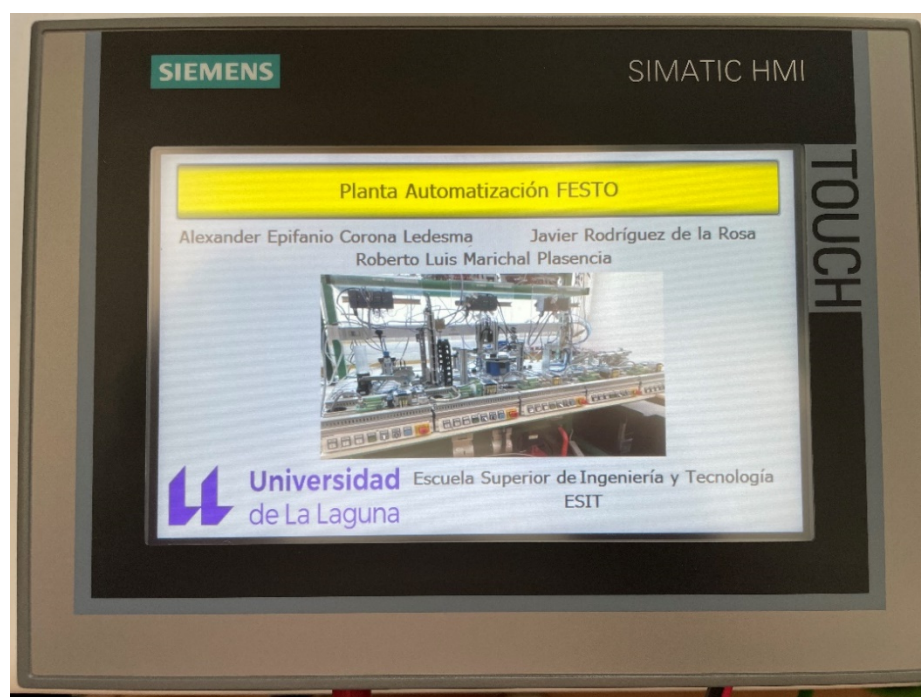 SIEMENS
SIMATIC HMI
TOUCH
Planta Automatización FESTO
Alexander Epifanio Corona Ledesma
Javier Rodríguez de la Rosa
Roberto Luis Marichal Plasencia
Universidad
de La Laguna
Escuela Superior de Ingeniería y Tecnología
ESIT